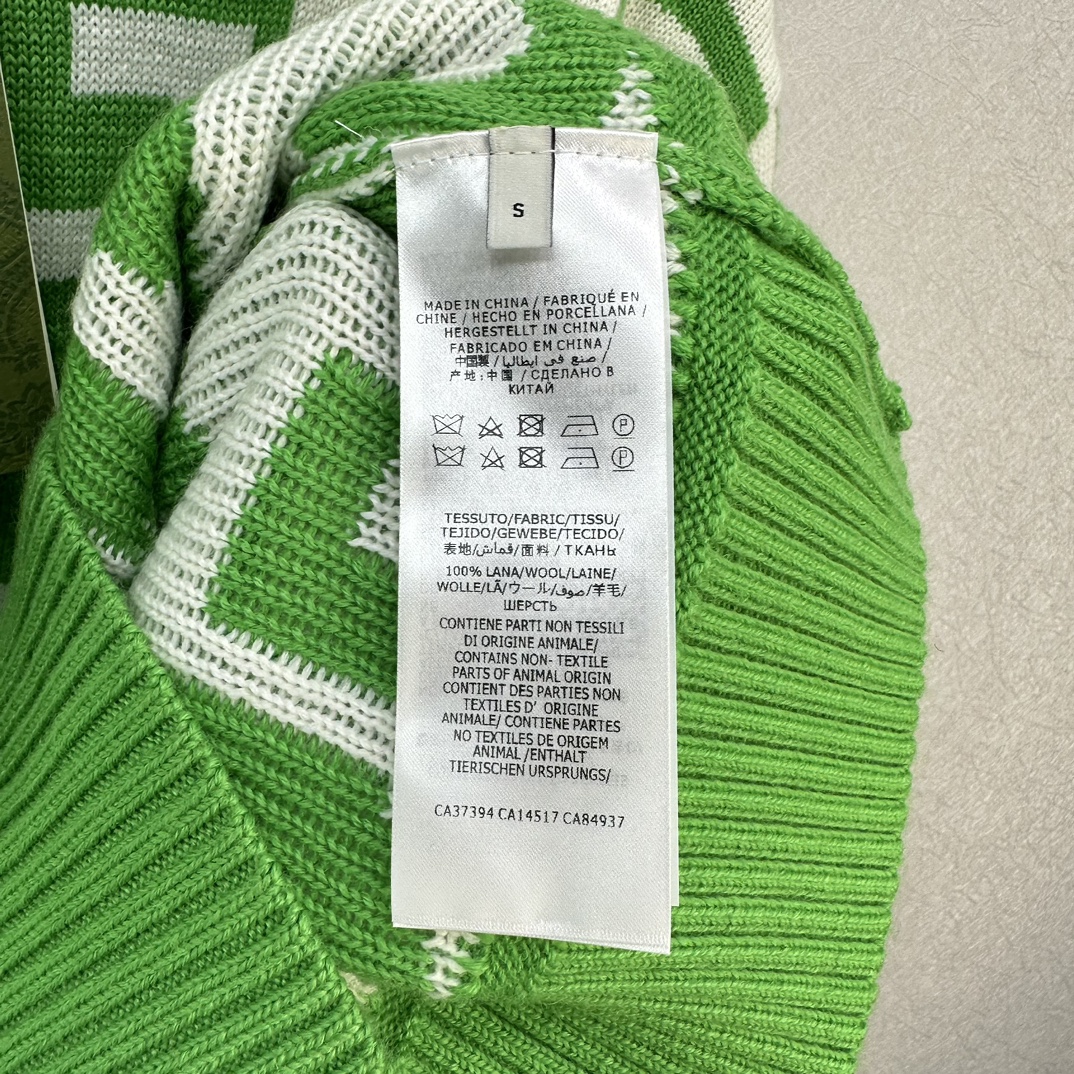 S
MADE IN CHINA / FABRIQUÉ EN
CHINE / HECHO EN PORCELLANA /
HERGESTELLT IN CHINA /
FABRICADO EM CHINA /
中国製 / صنع في ايطاليا /
产地:中国 / СДЕЛАНО В
КИТАЙ
TESSUTO/FABRIC/TISSU/
TEJIDO/GEWEBE/TECIDO/
表地/قماش/面料 / ТКАНЬ
100% LANA/WOOL/LAINE/
WOLLE/LÃ/ウール/صوف/羊毛/
ШЕРСТЬ
CONTIENE PARTI NON TESSILI
DI ORIGINE ANIMALE/
CONTAINS NON- TEXTILE
PARTS OF ANIMAL ORIGIN
CONTIENT DES PARTIES NON
TEXTILES D' ORIGINE
ANIMALE/ CONTIENE PARTES
NO TEXTILES DE ORIGEM
ANIMAL /ENTHALT
TIERISCHEN URSPRUNGS/
CA37394 CA14517 CA84937